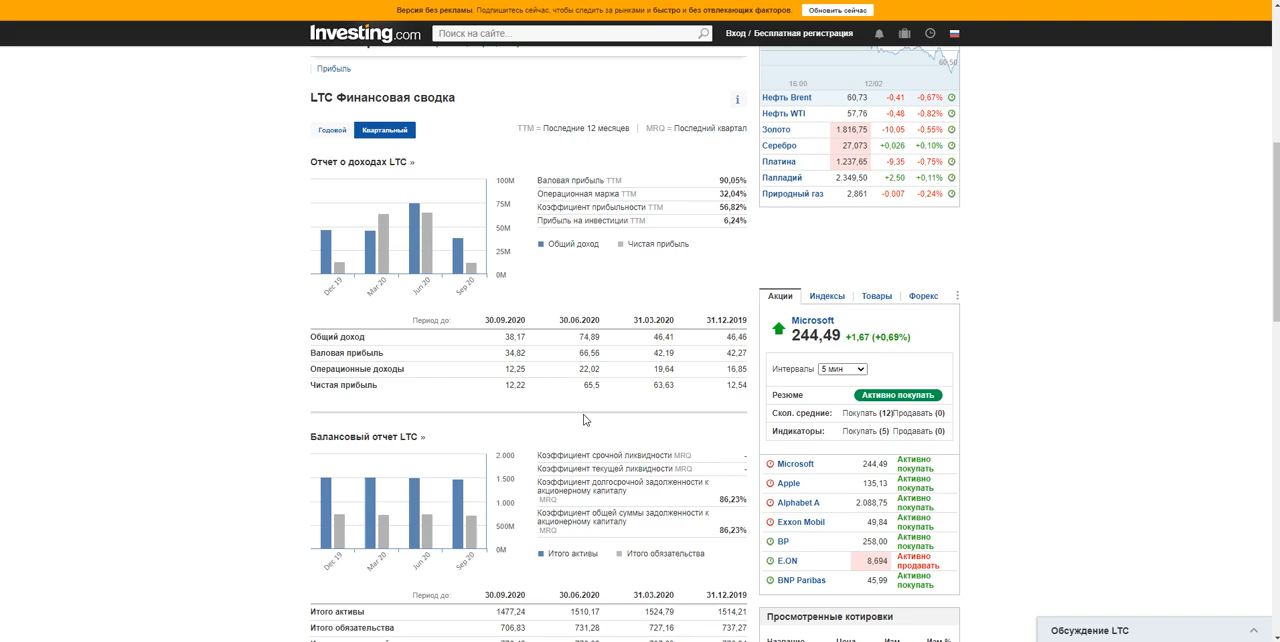 Версия без рекламы. Подпишитесь сейчас, чтобы следить за рынками и быстро и без отвлекающих факторов. Обновить сейчас
Investing.com Поиск на сайте... Вход / Бесплатная регистрация
Прибыль
LTC Финансовая сводка
i
Годовой Квартальный TTM = Последние 12 месяцев MRQ = Последний квартал
Отчет о доходах LTC »
100M
75M
50M
25M
0M
Dec 19 Mar 20 Jun 20 Sep 20
Валовая прибыль TTM 90,05%
Операционная маржа TTM 32,04%
Коэффициент прибыльности TTM 56,82%
Прибыль на инвестиции TTM 6,24%
Общий доход Чистая прибыль
Период до: 30.09.2020 30.06.2020 31.03.2020 31.12.2019
Общий доход 38,17 74,89 46,41 46,46
Валовая прибыль 34,82 66,56 42,19 42,27
Операционные доходы 12,25 22,02 19,64 16,85
Чистая прибыль 12,22 65,5 63,63 12,54
Балансовый отчет LTC »
2.000
1.500
1.000
500M
0M
Dec 19 Mar 20 Jun 20 Sep 20
Коэффициент срочной ликвидности MRQ -
Коэффициент текущей ликвидности MRQ -
Коэффициент долгосрочной задолженности к
акционерному капиталу
MRQ 86,23%
Коэффициент общей суммы задолженности к
акционерному капиталу
MRQ 86,23%
Итого активы Итого обязательства
Период до: 30.09.2020 30.06.2020 31.03.2020 31.12.2019
Итого активы 1477,24 1510,17 1524,79 1514,21
Итого обязательства 706,83 731,28 727,16 737,27
60,50
16:00 12/02
Нефть Brent 60,73 -0,41 -0,67%
Нефть WTI 57,76 -0,48 -0,82%
Золото 1.816,75 -10,05 -0,55%
Серебро 27,073 +0,026 +0,10%
Платина 1.237,65 -9,35 -0,75%
Палладий 2.349,50 +2,50 +0,11%
Природный газ 2,861 -0,007 -0,24%
Акции Индексы Товары Форекс
Microsoft
244,49 +1,67 (+0,69%)
Интервалы 5 мин
Резюме Активно покупать
Скол. средние: Покупать (12) Продавать (0)
Индикаторы: Покупать (5) Продавать (0)
Microsoft 244,49 Активно покупать
Apple 135,13 Активно покупать
Alphabet A 2.088,75 Активно покупать
Exxon Mobil 49,84 Активно покупать
BP 258,00 Активно покупать
E.ON 8,694 Активно продавать
BNP Paribas 45,99 Активно покупать
Просмотренные котировки
Название Цена Изм. Изм.%
Обсуждение LTC